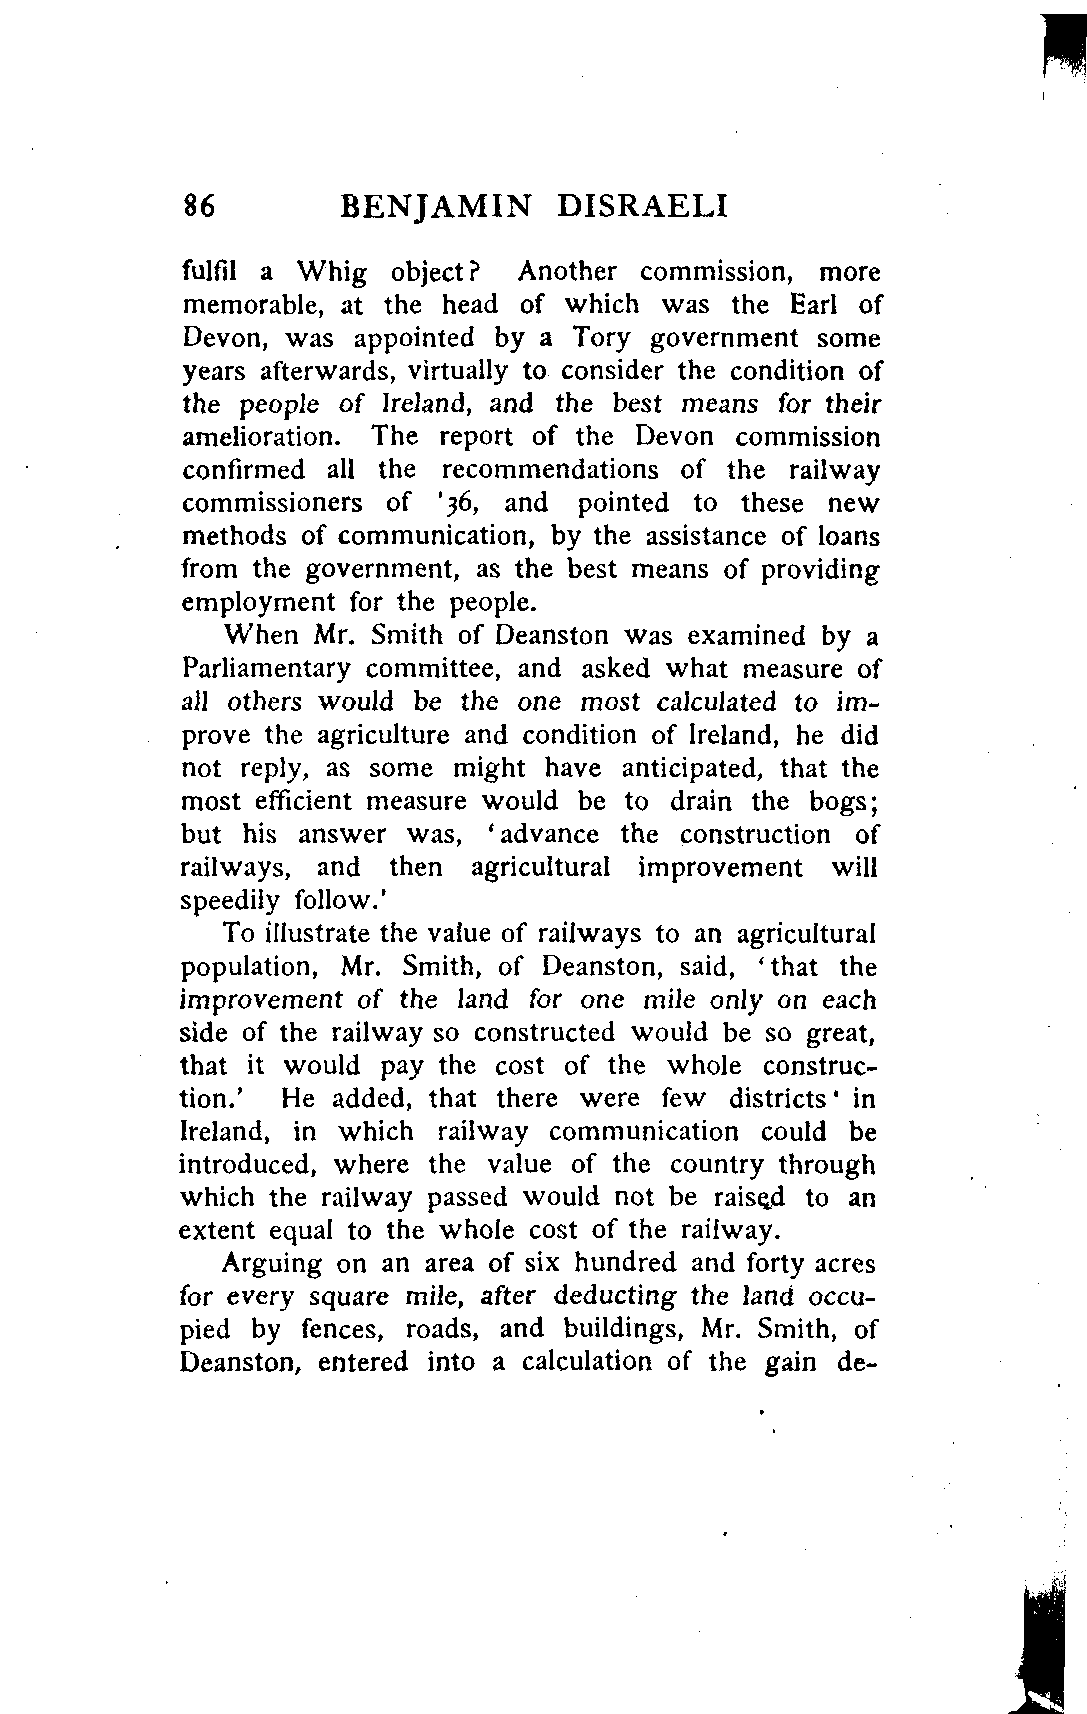 86 BENJAMIN DISRAELI
fulfil a Whig object? Another commission, more
memorable, at the head of which was the Earl of
Devon, was appointed by a Tory government some
years afterwards, virtually to consider the condition of
the people of Ireland, and the best means for their
amelioration. The report of the Devon commission
confirmed all the recommendations of the railway
commissioners of '36, and pointed to these new
methods of communication, by the assistance of loans
from the government, as the best means of providing
employment for the people.
When Mr. Smith of Deanston was examined by a
Parliamentary committee, and asked what measure of
all others would be the one most calculated to im-
prove the agriculture and condition of Ireland, he did
not reply, as some might have anticipated, that the
most efficient measure would be to drain the bogs;
but his answer was, 'advance the construction of
railways, and then agricultural improvement will
speedily follow.'
To illustrate the value of railways to an agricultural
population, Mr. Smith, of Deanston, said, 'that the
improvement of the land for one mile only on each
side of the railway so constructed would be so great,
that it would pay the cost of the whole construc-
tion.' He added, that there were few districts' in
Ireland, in which railway communication could be
introduced, where the value of the country through
which the railway passed would not be raised to an
extent equal to the whole cost of the railway.
Arguing on an area of six hundred and forty acres
for every square mile, after deducting the land occu-
pied by fences, roads, and buildings, Mr. Smith, of
Deanston, entered into a calculation of the gain de-